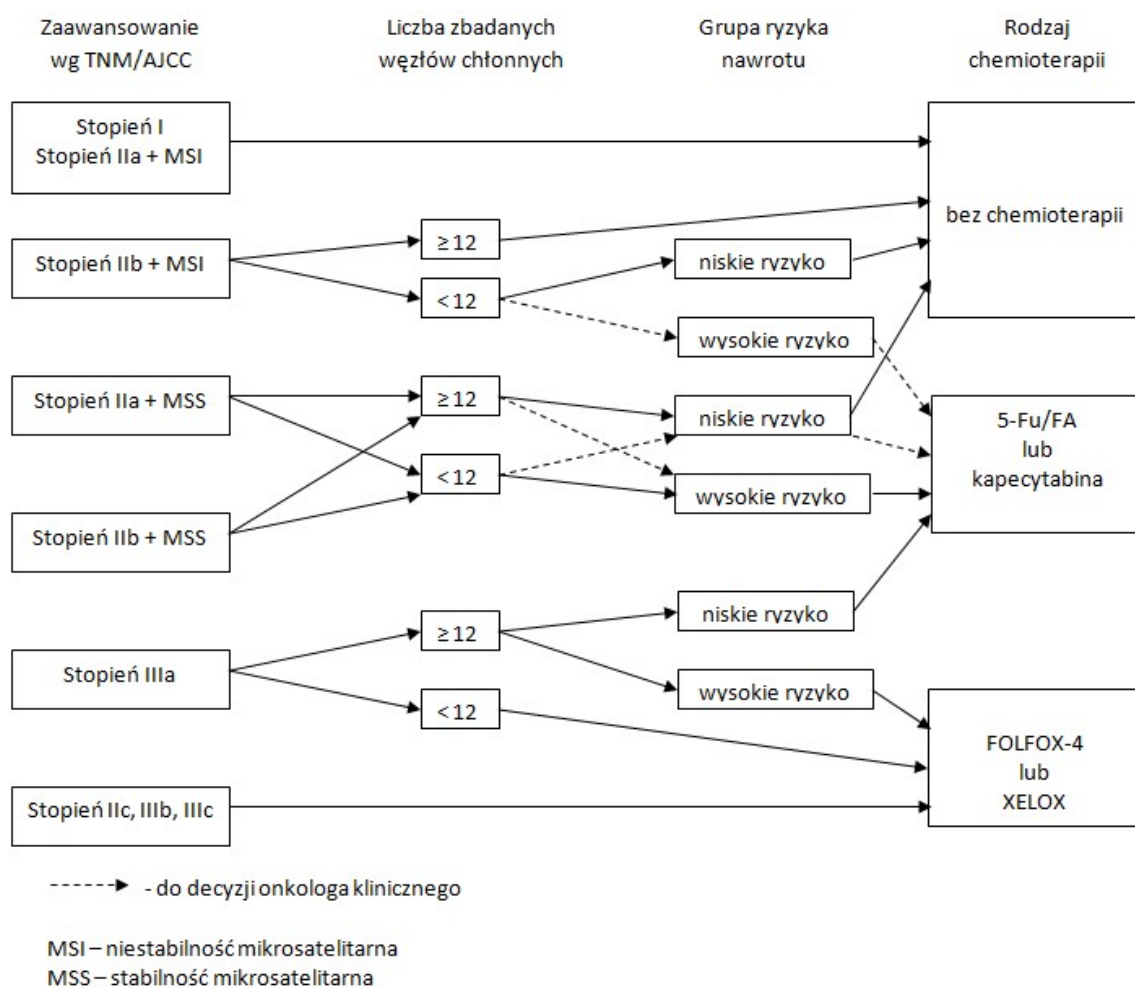 Zaawansowanie
wg TNM/AJCC
Liczba zbadanych
węzłów chłonnych
Grupa ryzyka
nawrotu
Rodzaj
chemioterapii
Stopień I
Stopień IIa + MSI
bez chemioterapii
Stopień IIb + MSI
≥ 12
< 12
niskie ryzyko
wysokie ryzyko
Stopień IIa + MSS
≥ 12
< 12
niskie ryzyko
wysokie ryzyko
5-Fu/FA
lub
kapecytabina
Stopień IIb + MSS
Stopień IIIa
≥ 12
< 12
niskie ryzyko
wysokie ryzyko
FOLFOX-4
lub
XELOX
Stopień IIc, IIIb, IIIc
- do decyzji onkologa klinicznego
MSI – niestabilność mikrosatelitarna
MSS – stabilność mikrosatelitarna